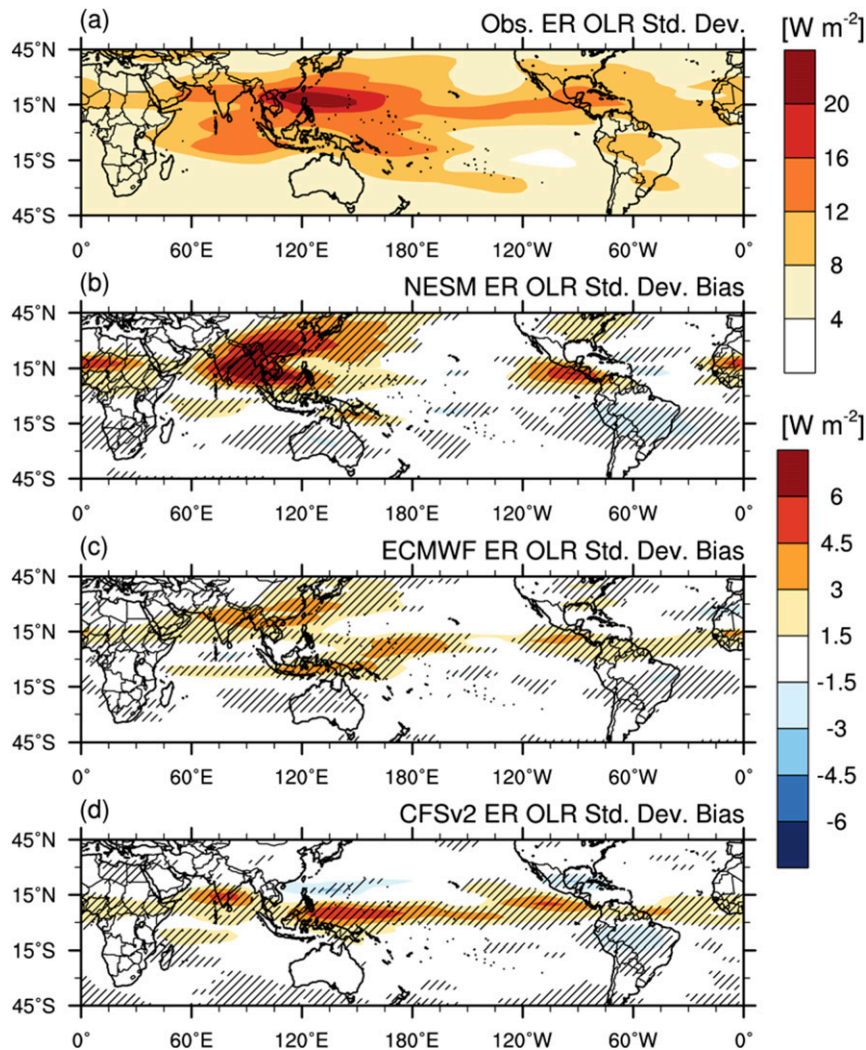 (a) Obs. ER OLR Std. Dev. [W m-2]
45°N
15°N
15°S
45°S
0° 60°E 120°E 180° 120°W 60°W 0°
20
16
12
8
4
(b) NESM ER OLR Std. Dev. Bias
45°N
15°N
15°S
45°S
0° 60°E 120°E 180° 120°W 60°W 0°
[W m-2]
6
4.5
3
1.5
-1.5
-3
-4.5
-6
(c) ECMWF ER OLR Std. Dev. Bias
45°N
15°N
15°S
45°S
0° 60°E 120°E 180° 120°W 60°W 0°
(d) CFSv2 ER OLR Std. Dev. Bias
45°N
15°N
15°S
45°S
0° 60°E 120°E 180° 120°W 60°W 0°